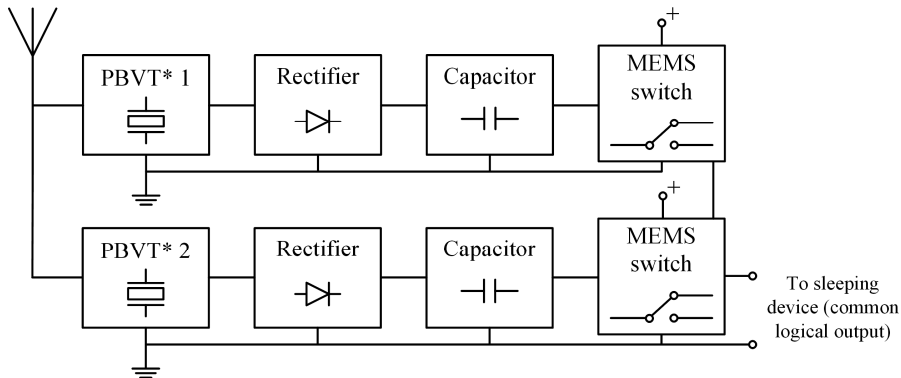 +
PBVT* 1
Rectifier
Capacitor
MEMS
switch
+
PBVT* 2
Rectifier
Capacitor
MEMS
switch
To sleeping
device (common
logical output)